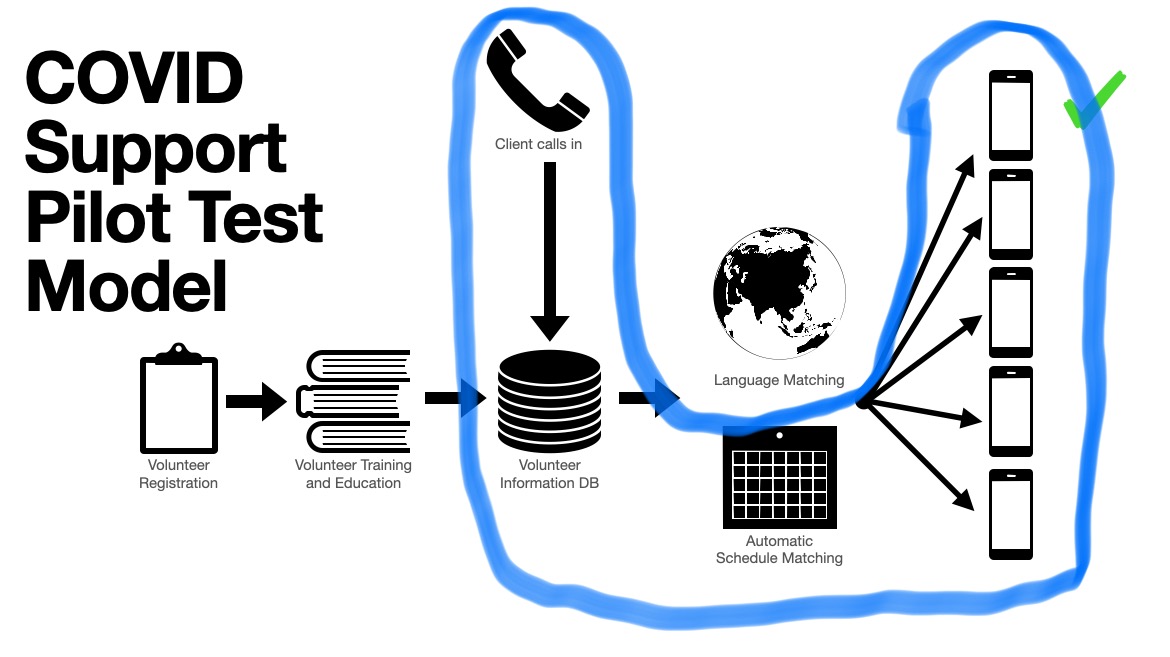 COVID
Support
Pilot Test
Model
Client calls in
Language Matching
Volunteer
Registration
Volunteer Training
and Education
Volunteer
Information DB
Automatic
Schedule Matching